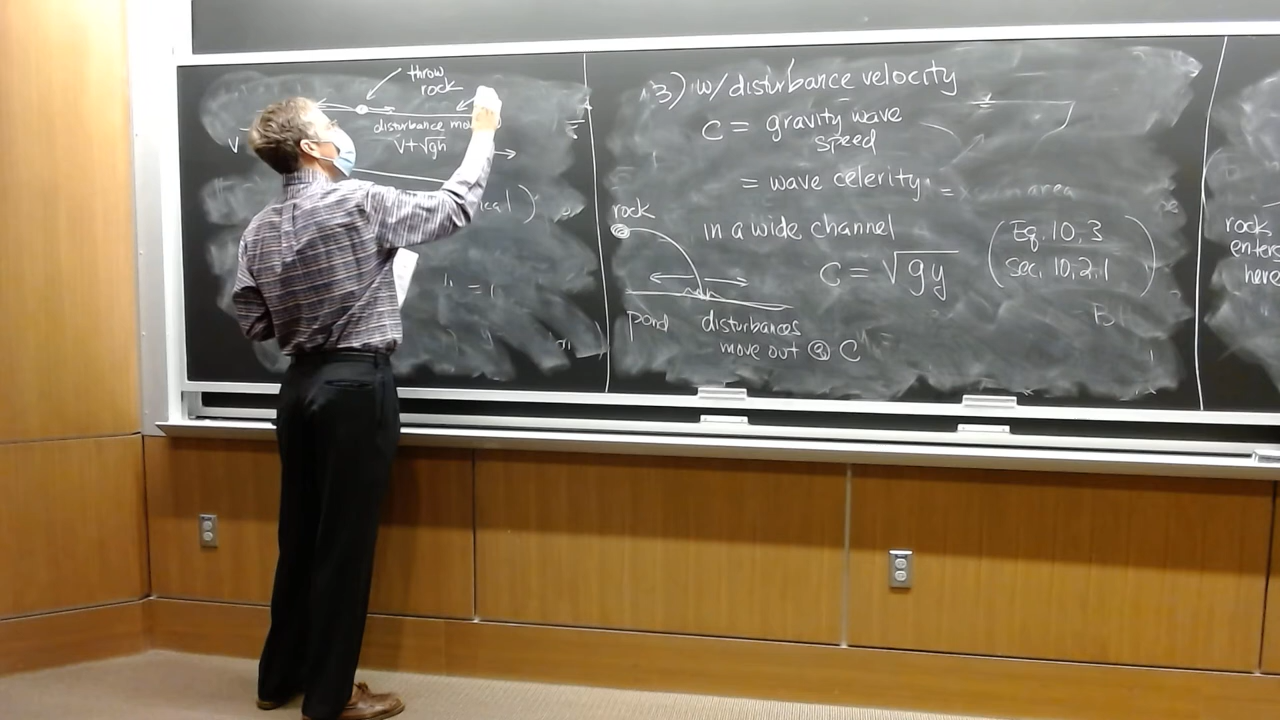 throw
rock
disturbance
V+√gh
V
3) w/ disturbance velocity
C = gravity wave
speed
= wave celerity
rock
in a wide channel
(Eq. 10.3
sec. 10.2.1)
C = √gy
pond
disturbances
move out @ C
rock
enters
here